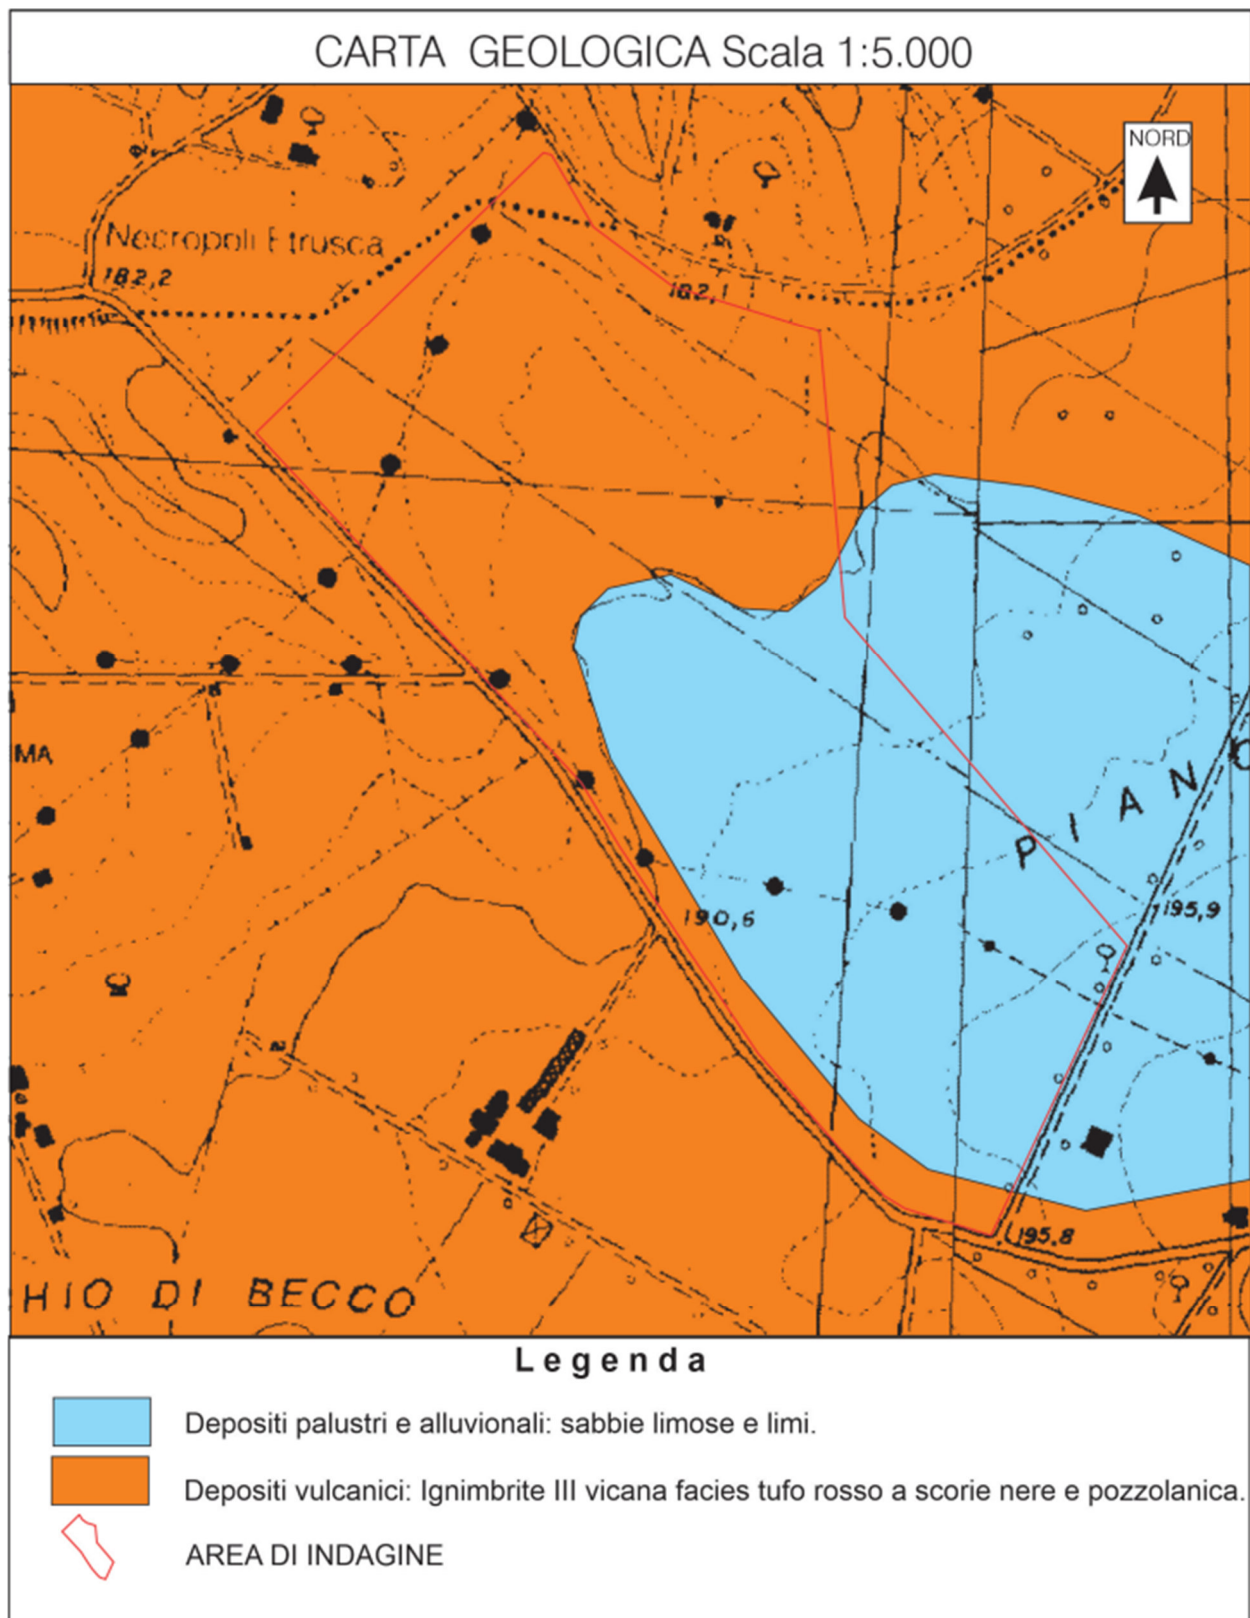 CARTA GEOLOGICA Scala 1:5.000
NORD
Necropoli Etrusca
182,2
182,1
MA
PIANO
190,6
195,9
195,8
HIO DI BECCO
Legenda
Depositi palustri e alluvionali: sabbie limose e limi.
Depositi vulcanici: Ignimbrite III vicana facies tufo rosso a scorie nere e pozzolanica.
AREA DI INDAGINE